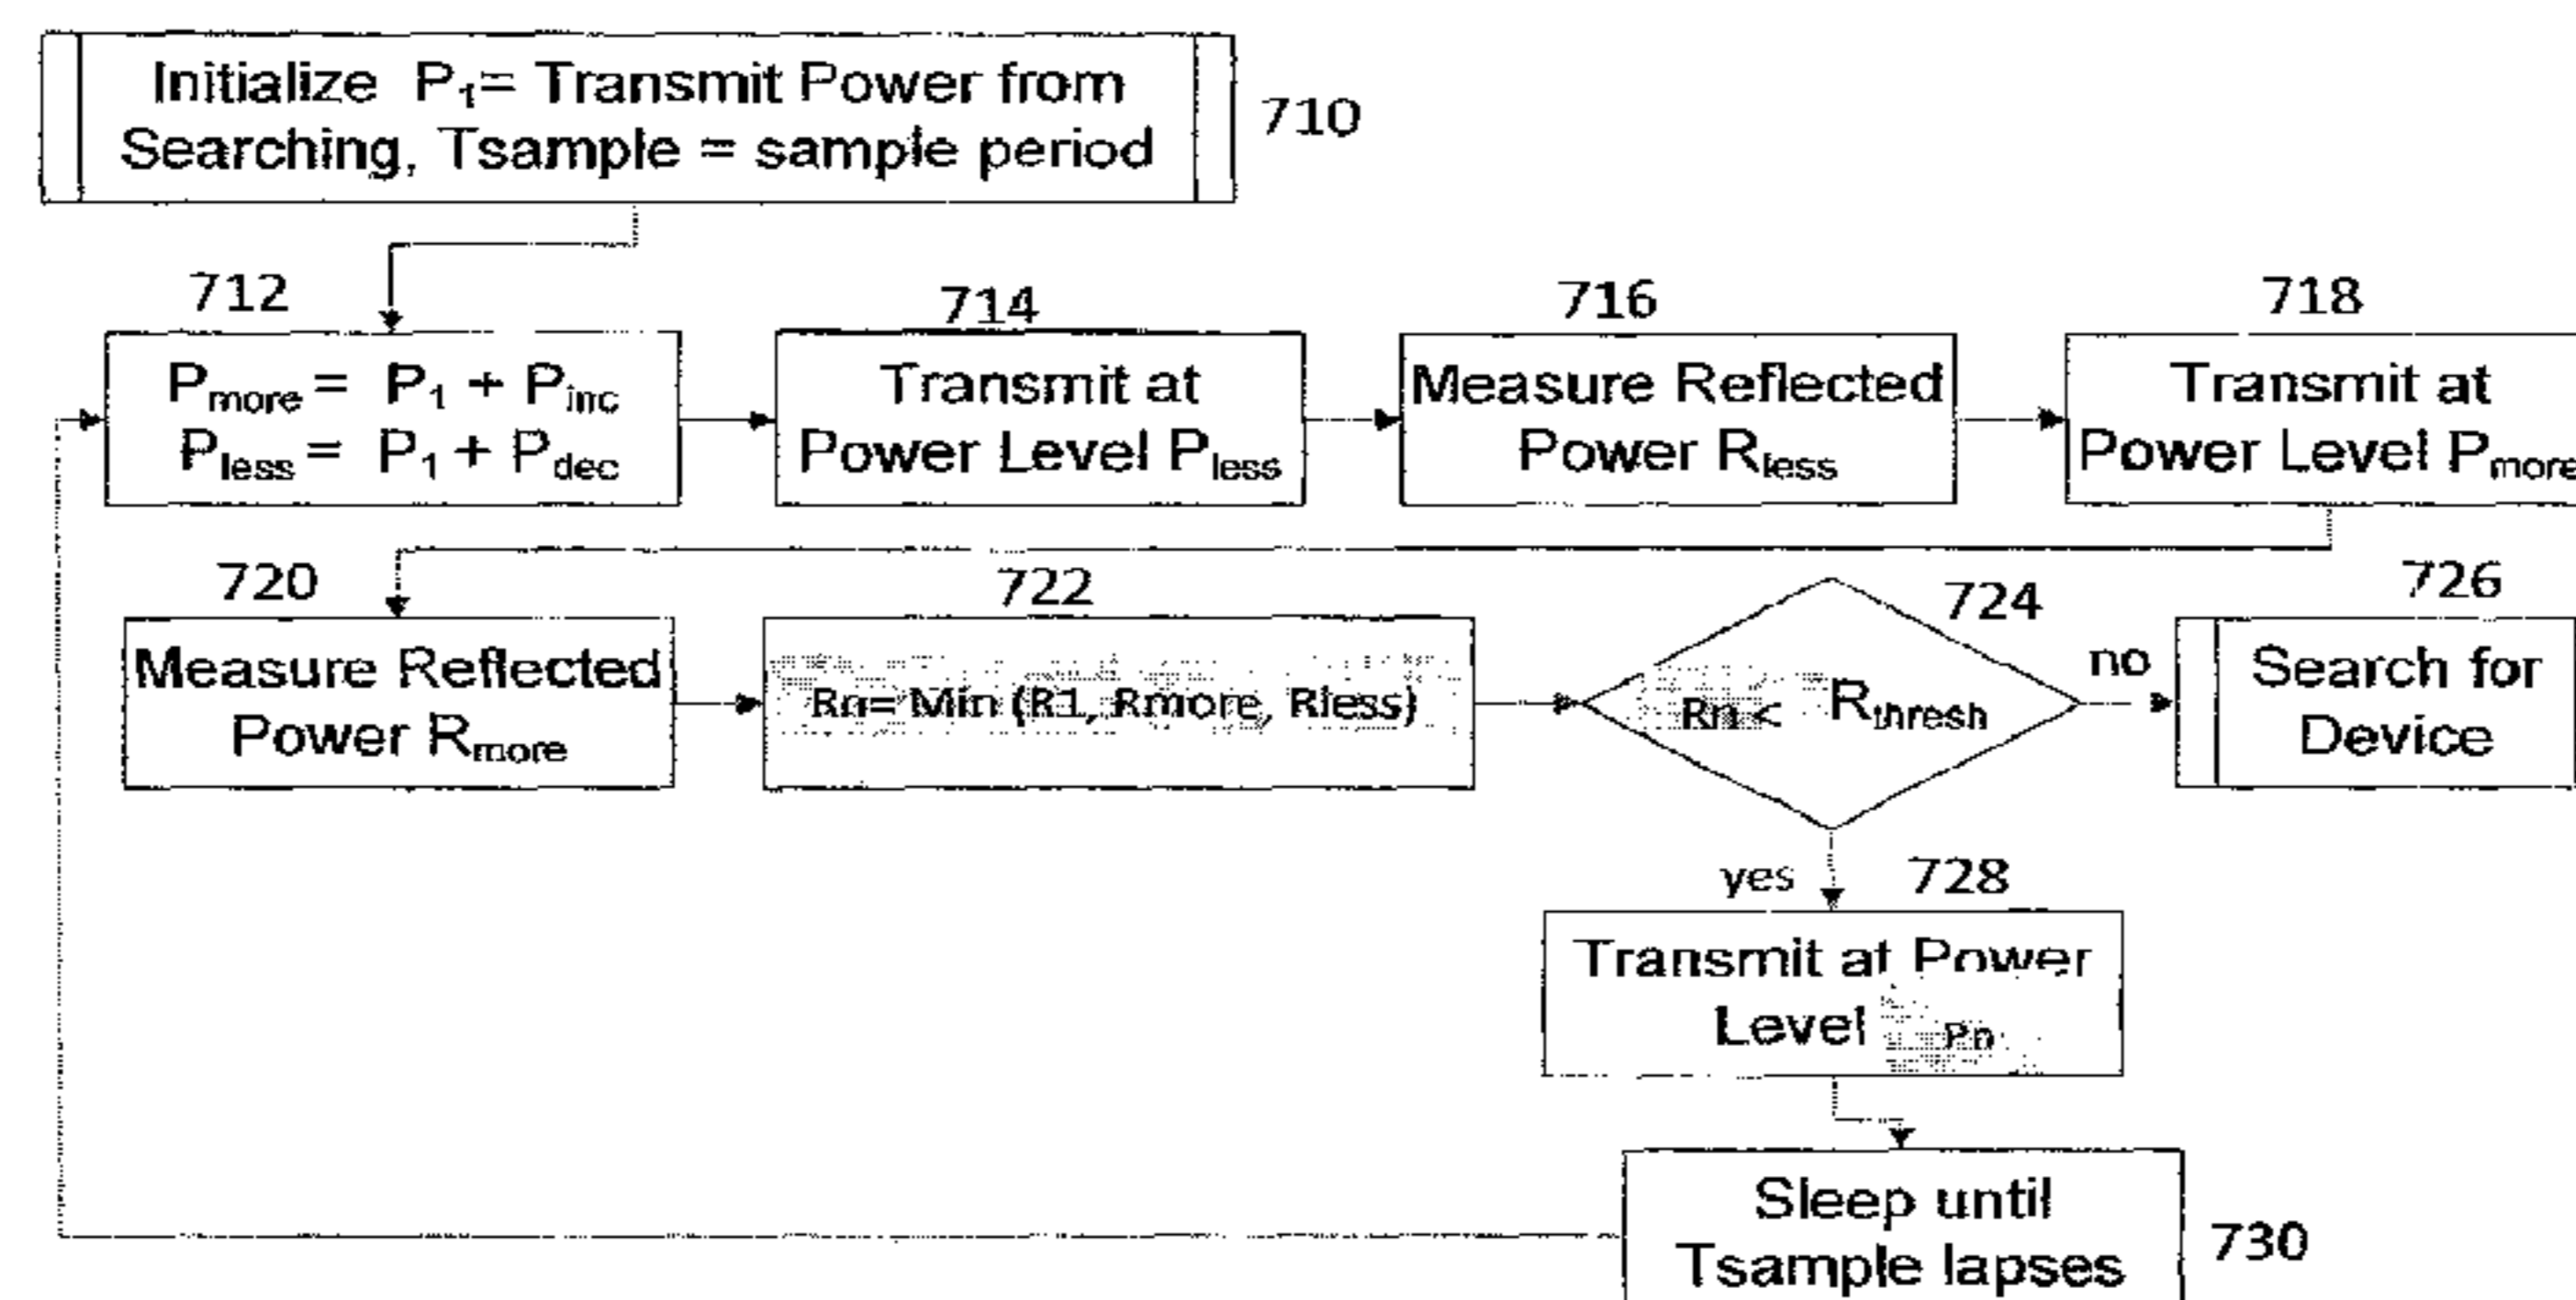 Initialize P₁= Transmit Power from
Searching, Tsample = sample period
710
712
Pmore = P₁ + Pinc
Pless = P₁ + Pdec
714
Transmit at
Power Level Pless
716
Measure Reflected
Power Rless
718
Transmit at
Power Level Pmore
720
Measure Reflected
Power Rmore
722
Rn= Min (R1, Rmore, Rless)
724
Rn < Rthresh
no
726
Search for
Device
yes
728
Transmit at Power
Level Pn
Sleep until
Tsample lapses
730